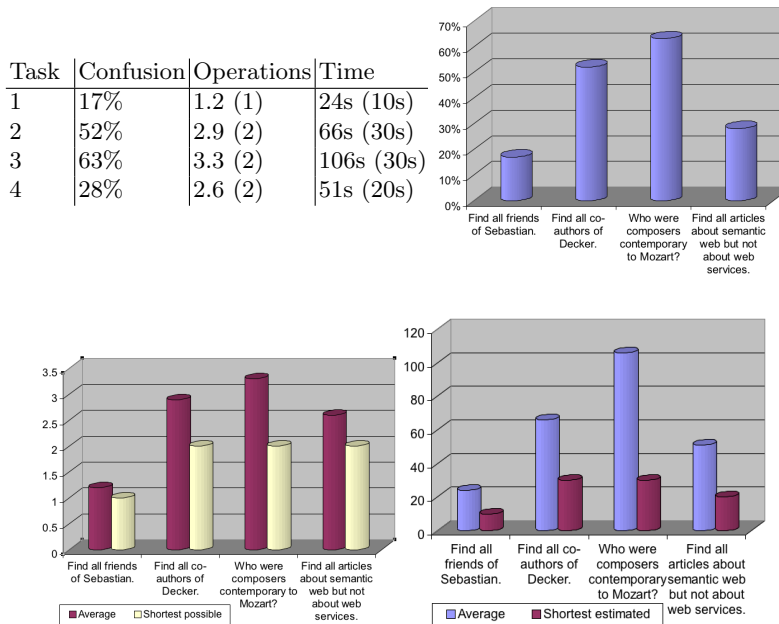 Task Confusion Operations Time
1 17% 1.2 (1) 24s (10s)
2 52% 2.9 (2) 66s (30s)
3 63% 3.3 (2) 106s (30s)
4 28% 2.6 (2) 51s (20s)
70%
60%
50%
40%
30%
20%
10%
0%
Find all friends
of Sebastian.
Find all co-
authors of
Decker.
Who were
composers
contemporary
to Mozart?
Find all articles
about semantic
web but not
about web
services.
3.5
3
2.5
2
1.5
1
0.5
0
Find all friends
of Sebastian.
Find all co-
authors of
Decker.
Who were
composers
contemporary to
Mozart?
Find all articles
about semantic
web but not
about web
services.
Average Shortest possible
120
100
80
60
40
20
0
Find all
friends of
Sebastian.
Find all co-
authors of
Decker.
Who were
composers
contemporary
to Mozart?
Find all
articles about
semantic web
but not about
web services.
Average Shortest estimated